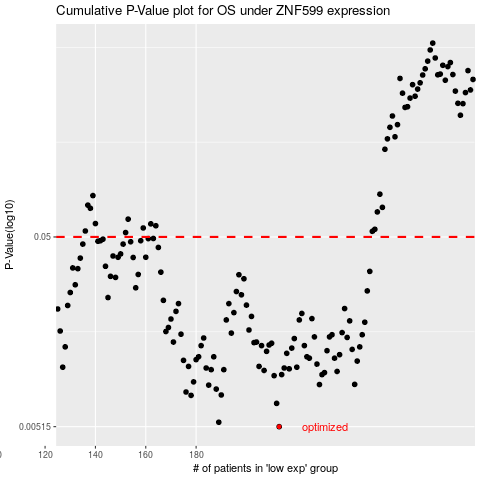 Cumulative P-Value plot for OS under ZNF599 expression
P-Value(log10)
0.05
0.00515
optimized
0 120 140 160 180
# of patients in 'low exp' group